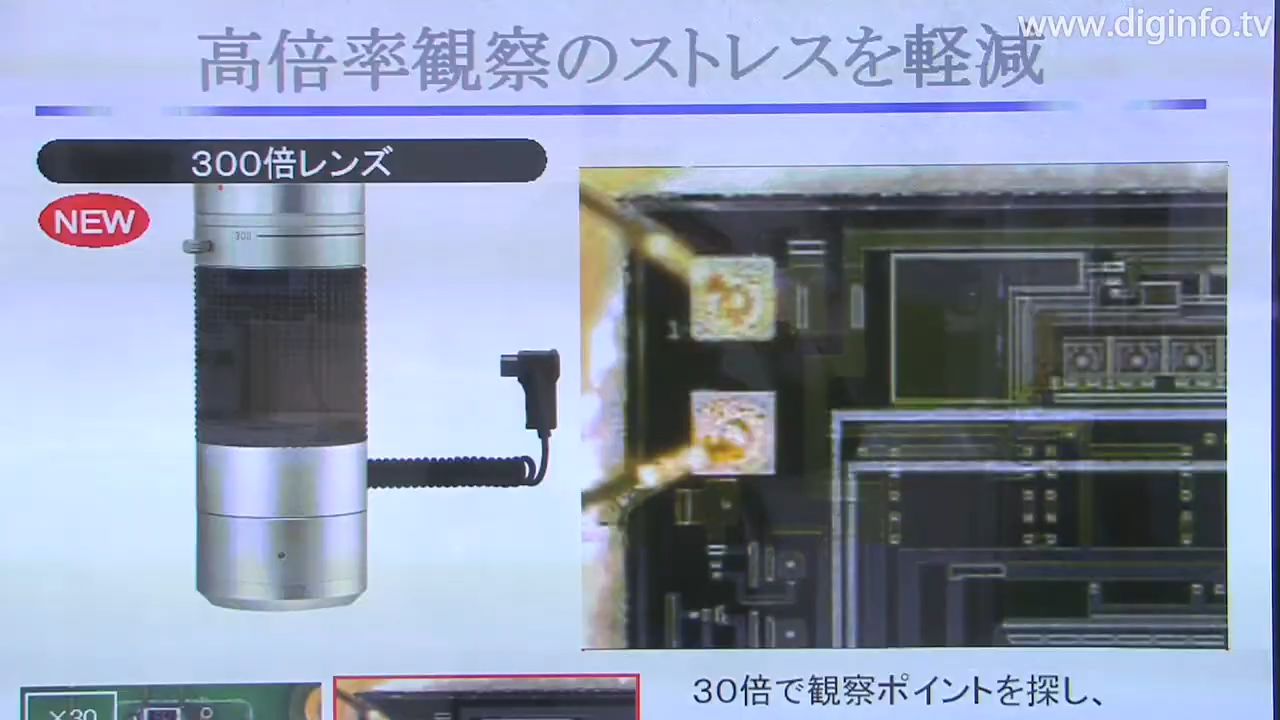 www.diginfo.tv
高倍率観察のストレスを軽減
300倍レンズ
NEW
300
1
×30
30倍で観察ポイントを探し、